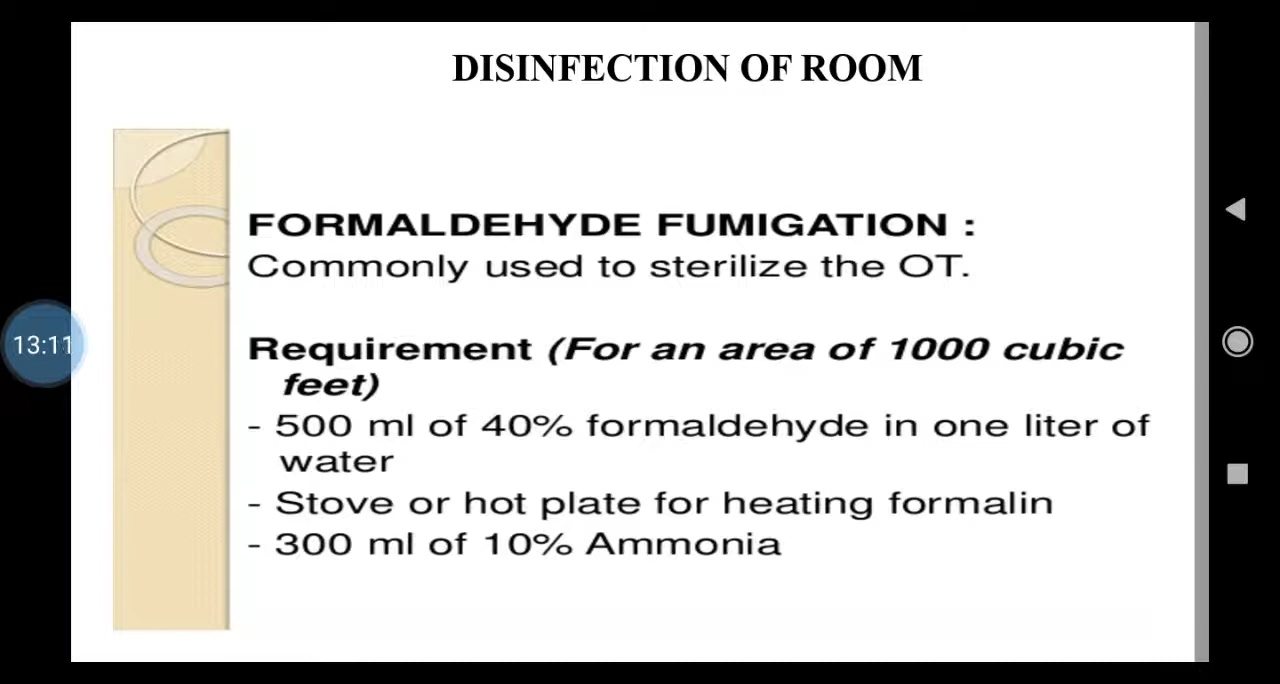 DISINFECTION OF ROOM
FORMALDEHYDE FUMIGATION :
Commonly used to sterilize the OT.
Requirement (For an area of 1000 cubic
feet)
- 500 ml of 40% formaldehyde in one liter of
water
- Stove or hot plate for heating formalin
- 300 ml of 10% Ammonia
13:11